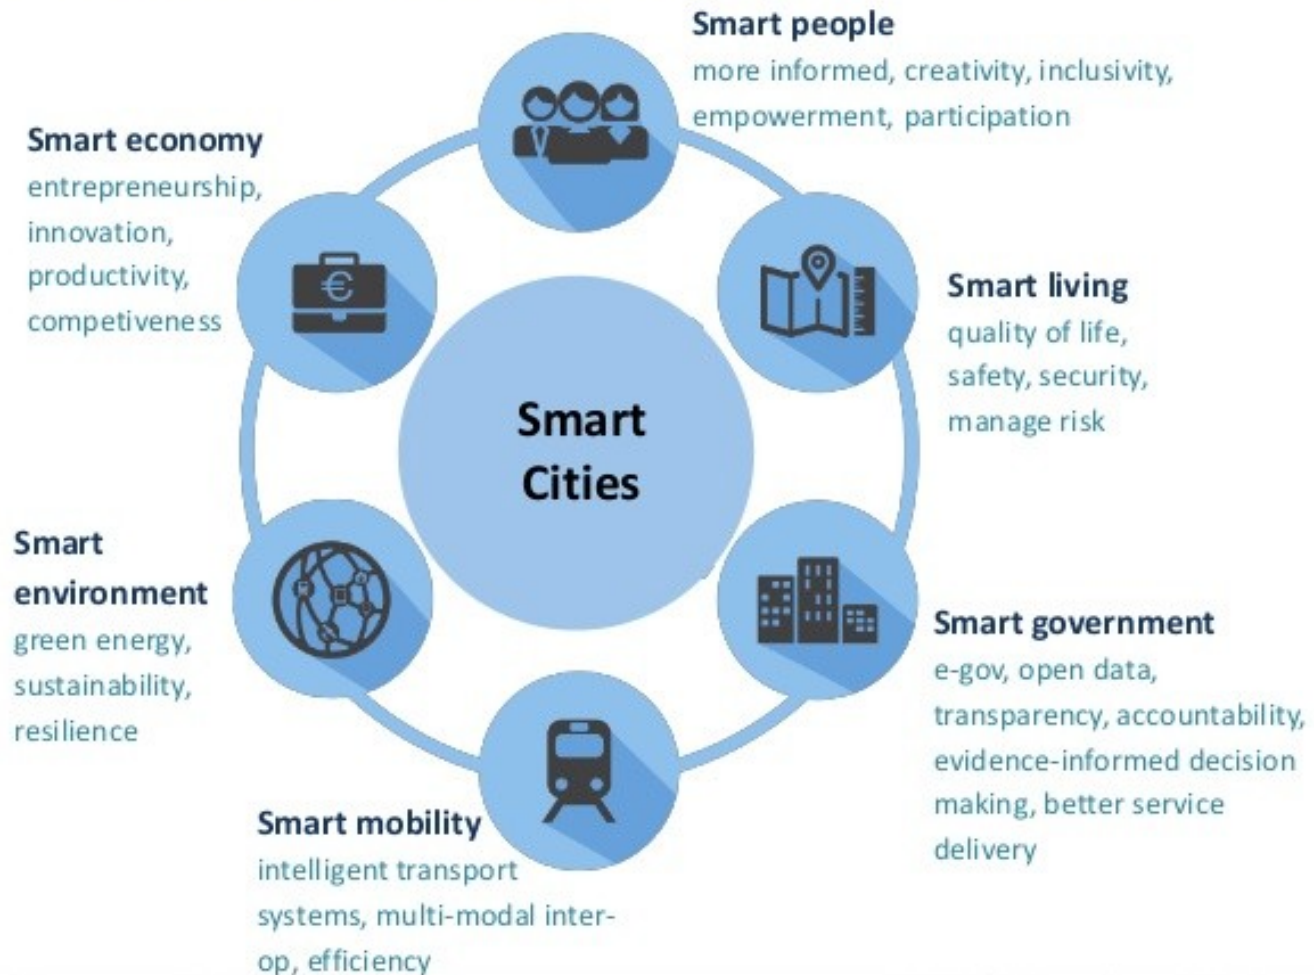 Smart people
more informed, creativity, inclusivity,
empowerment, participation
Smart economy
entrepreneurship,
innovation,
productivity,
competiveness
€
Smart living
quality of life,
safety, security,
manage risk
Smart
Cities
Smart
environment
green energy,
sustainability,
resilience
Smart government
e-gov, open data,
transparency, accountability,
evidence-informed decision
making, better service
delivery
Smart mobility
intelligent transport
systems, multi-modal inter-
op, efficiency